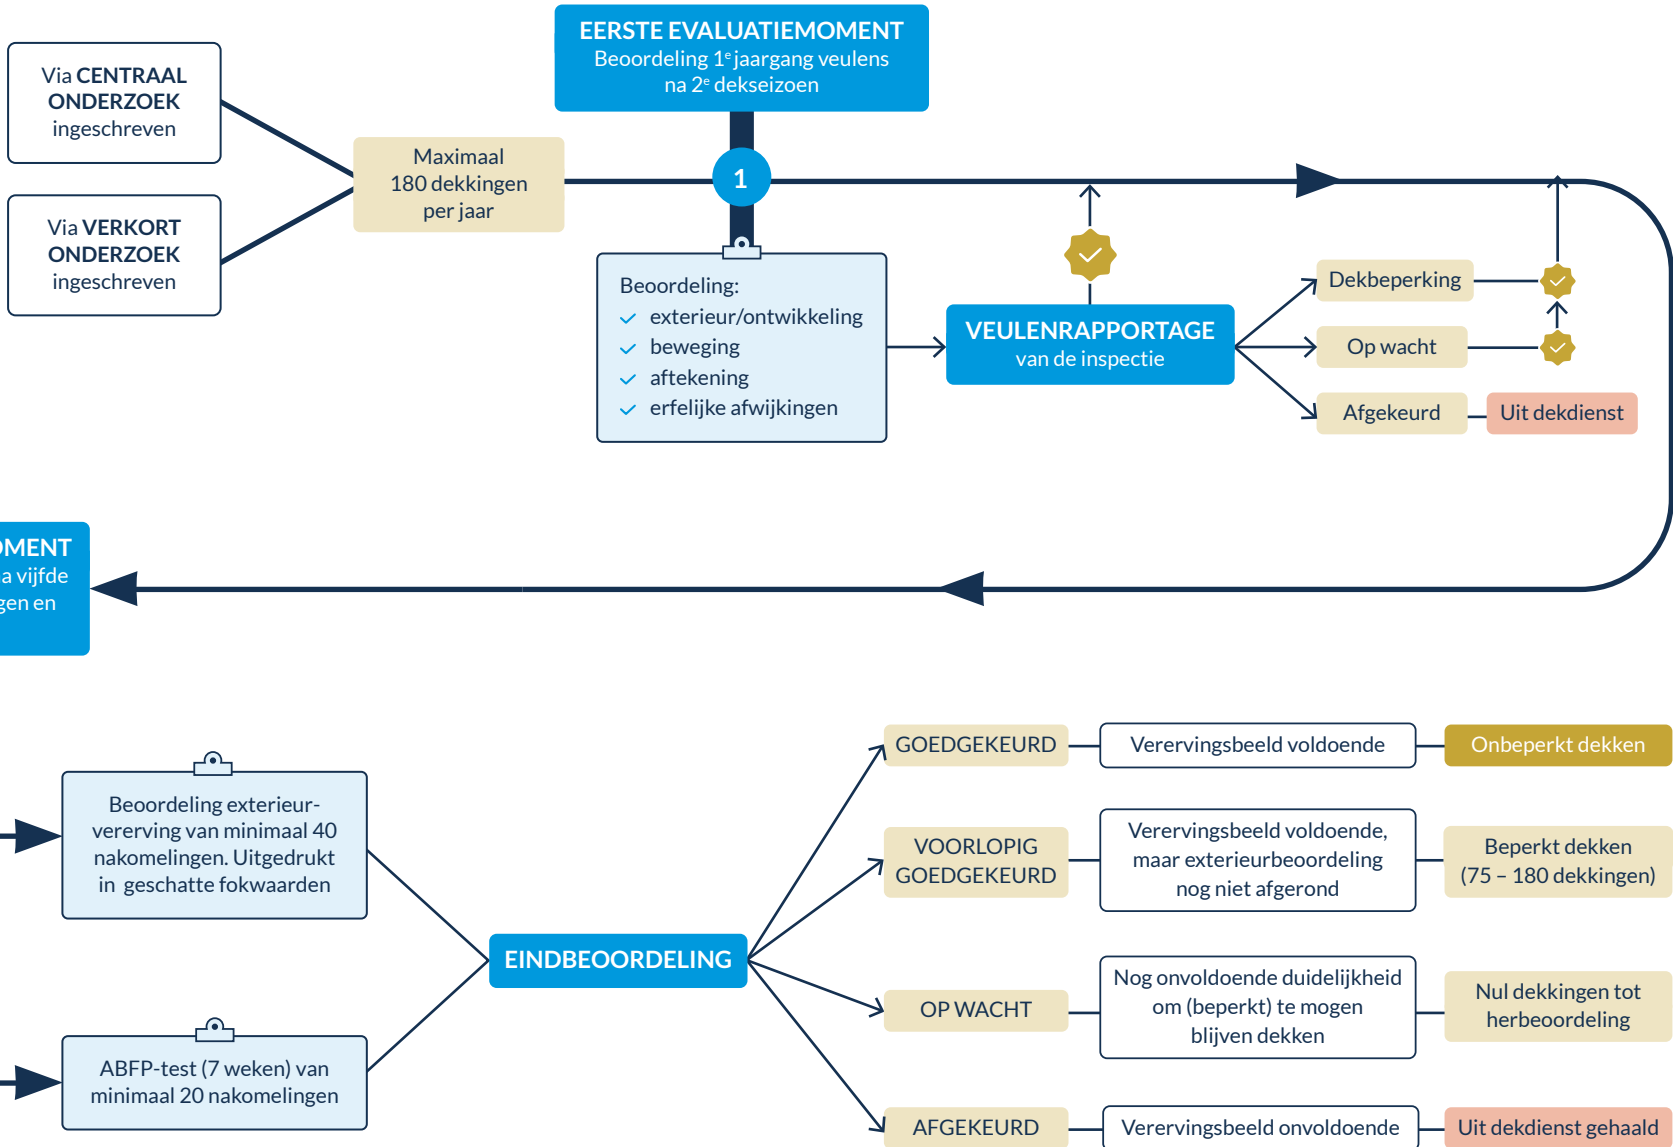 EERSTE EVALUATIEMOMENT
Beoordeling 1e jaargang veulens
na 2e dekseizoen
Via CENTRAAL
ONDERZOEK
ingeschreven
Via VERKORT
ONDERZOEK
ingeschreven
Maximaal
180 dekkingen
per jaar
1
Beoordeling:
exterieur/ontwikkeling
beweging
aftekening
erfelijke afwijkingen
VEULENRAPPORTAGE
van de inspectie
Dekbeperking
Op wacht
Afgekeurd
Uit dekdienst
OMENT
a vijfde
gen en
Beoordeling exterieur-
vererving van minimaal 40
nakomelingen. Uitgedrukt
in geschatte fokwaarden
ABFP-test (7 weken) van
minimaal 20 nakomelingen
EINDBEOORDELING
GOEDGEKEURD
Verervingsbeeld voldoende
Onbeperkt dekken
VOORLOPIG
GOEDGEKEURD
Verervingsbeeld voldoende,
maar exterieurbeoordeling
nog niet afgerond
Beperkt dekken
(75 – 180 dekkingen)
OP WACHT
Nog onvoldoende duidelijkheid
om (beperkt) te mogen
blijven dekken
Nul dekkingen tot
herbeoordeling
AFGEKEURD
Verervingsbeeld onvoldoende
Uit dekdienst gehaald